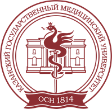 КАЗАНСКИЙ ГОСУДАРСТВЕННЫЙ МЕДИЦИНСКИЙ УНИВЕРСИТЕТ
ОСН 1814